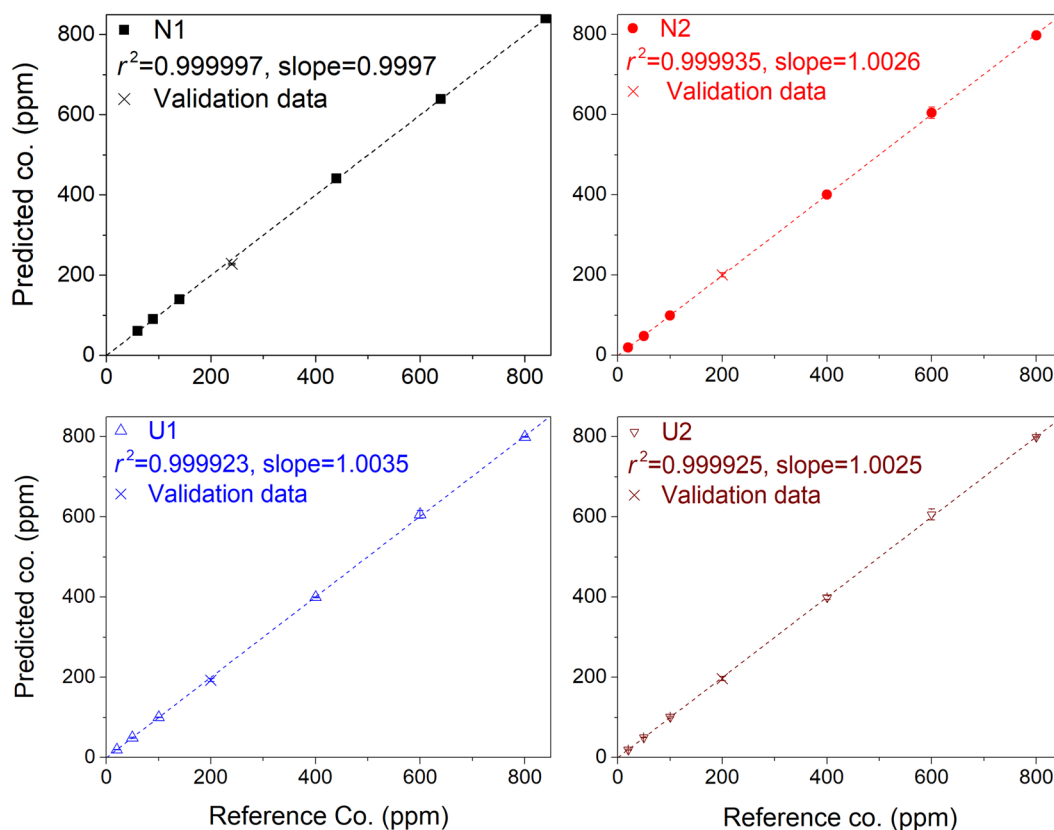 N1
r²=0.999997, slope=0.9997
Validation data
Predicted co. (ppm)
800
600
400
200
0
0 200 400 600 800
N2
r²=0.999935, slope=1.0026
Validation data
800
600
400
200
0
0 200 400 600 800
U1
r²=0.999923, slope=1.0035
Validation data
Predicted co. (ppm)
800
600
400
200
0
0 200 400 600 800
Reference Co. (ppm)
U2
r²=0.999925, slope=1.0025
Validation data
800
600
400
200
0
0 200 400 600 800
Reference co. (ppm)